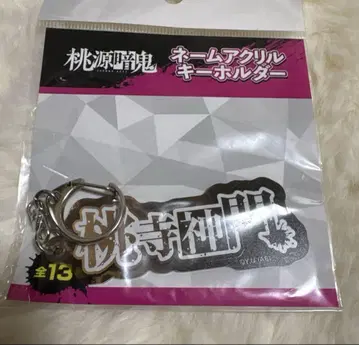 桃源暗鬼
ネームアクリル
キーホルダー
桃寺神門
全13